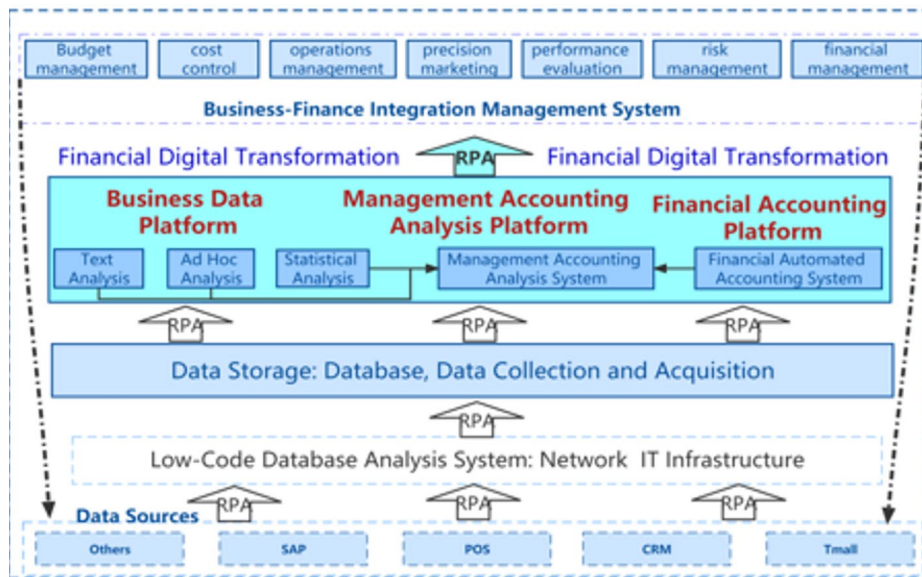 Budget management
cost control
operations management
precision marketing
performance evaluation
risk management
financial management
Business-Finance Integration Management System
Financial Digital Transformation
RPA
Financial Digital Transformation
Business Data
Platform
Management Accounting
Analysis Platform
Financial Accounting
Platform
Text
Analysis
Ad Hoc
Analysis
Statistical
Analysis
Management Accounting
Analysis System
Financial Automated
Accounting System
RPA
RPA
RPA
Data Storage: Database, Data Collection and Acquisition
RPA
Low-Code Database Analysis System: Network IT Infrastructure
RPA
RPA
RPA
Data Sources
Others
SAP
POS
CRM
Tmall